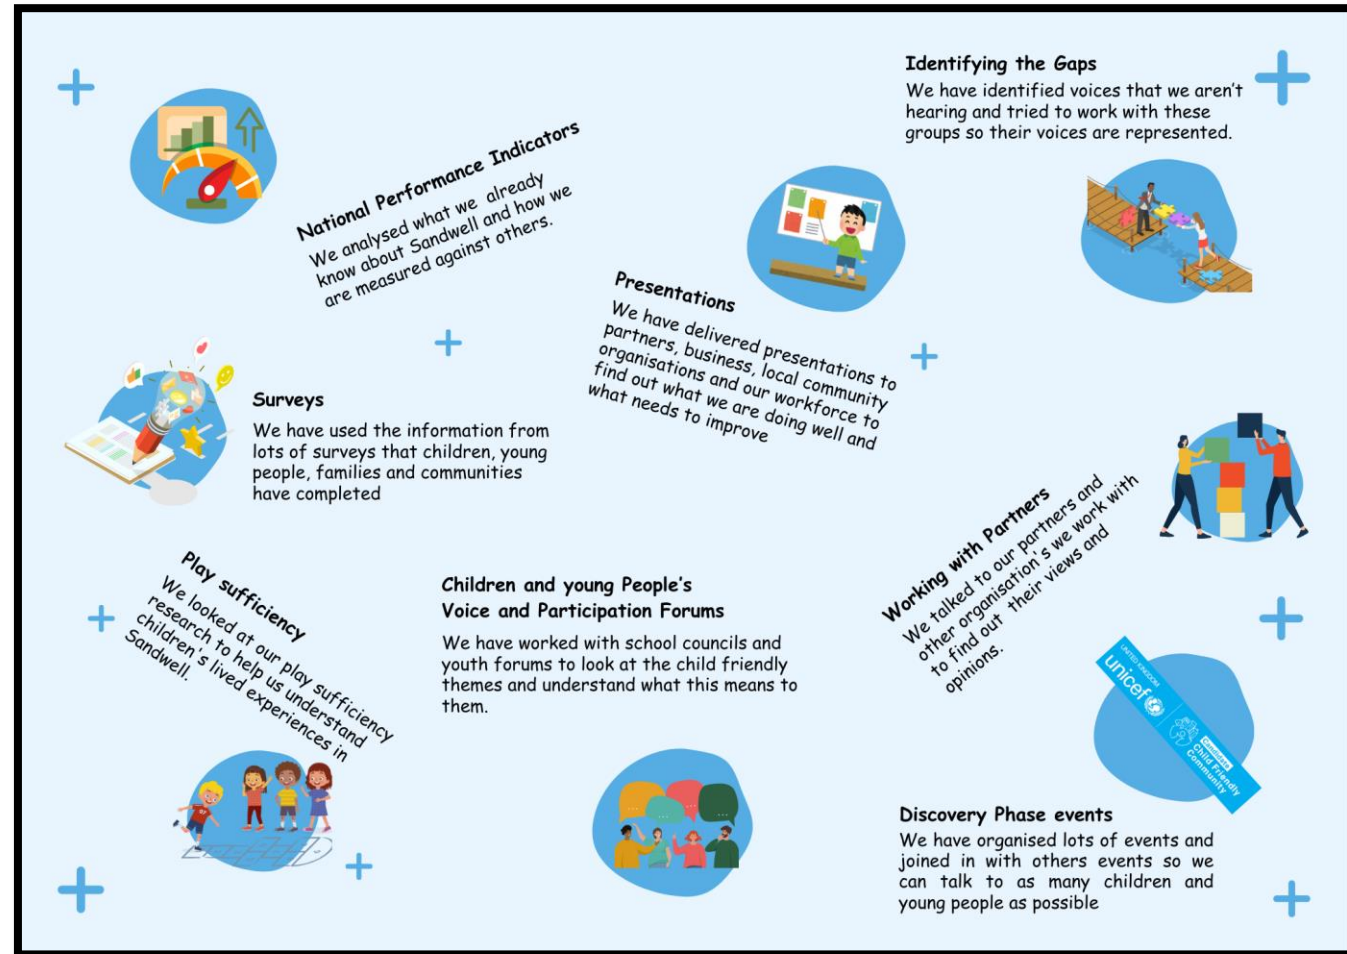 National Performance Indicators
We analysed what we already
know about Sandwell and how we
are measured against others.
Identifying the Gaps
We have identified voices that we aren't
hearing and tried to work with these
groups so their voices are represented.
Presentations
We have delivered presentations to
partners, business, local community
organisations and our workforce to
find out what we are doing well and
what needs to improve
Surveys
We have used the information from
lots of surveys that children, young
people, families and communities
have completed
Working with Partners
We talked to our partners and
other organisation's we work with
to find out their views and
opinions.
Play sufficiency
We looked at our play sufficiency
research to help us understand
children's lived experiences in
Sandwell.
Children and young People's
Voice and Participation Forums
We have worked with school councils and
youth forums to look at the child friendly
themes and understand what this means to
them.
UNITED KINGDOM
unicef
Candidate
Child Friendly
Community
Discovery Phase events
We have organised lots of events and
joined in with others events so we
can talk to as many children and
young people as possible